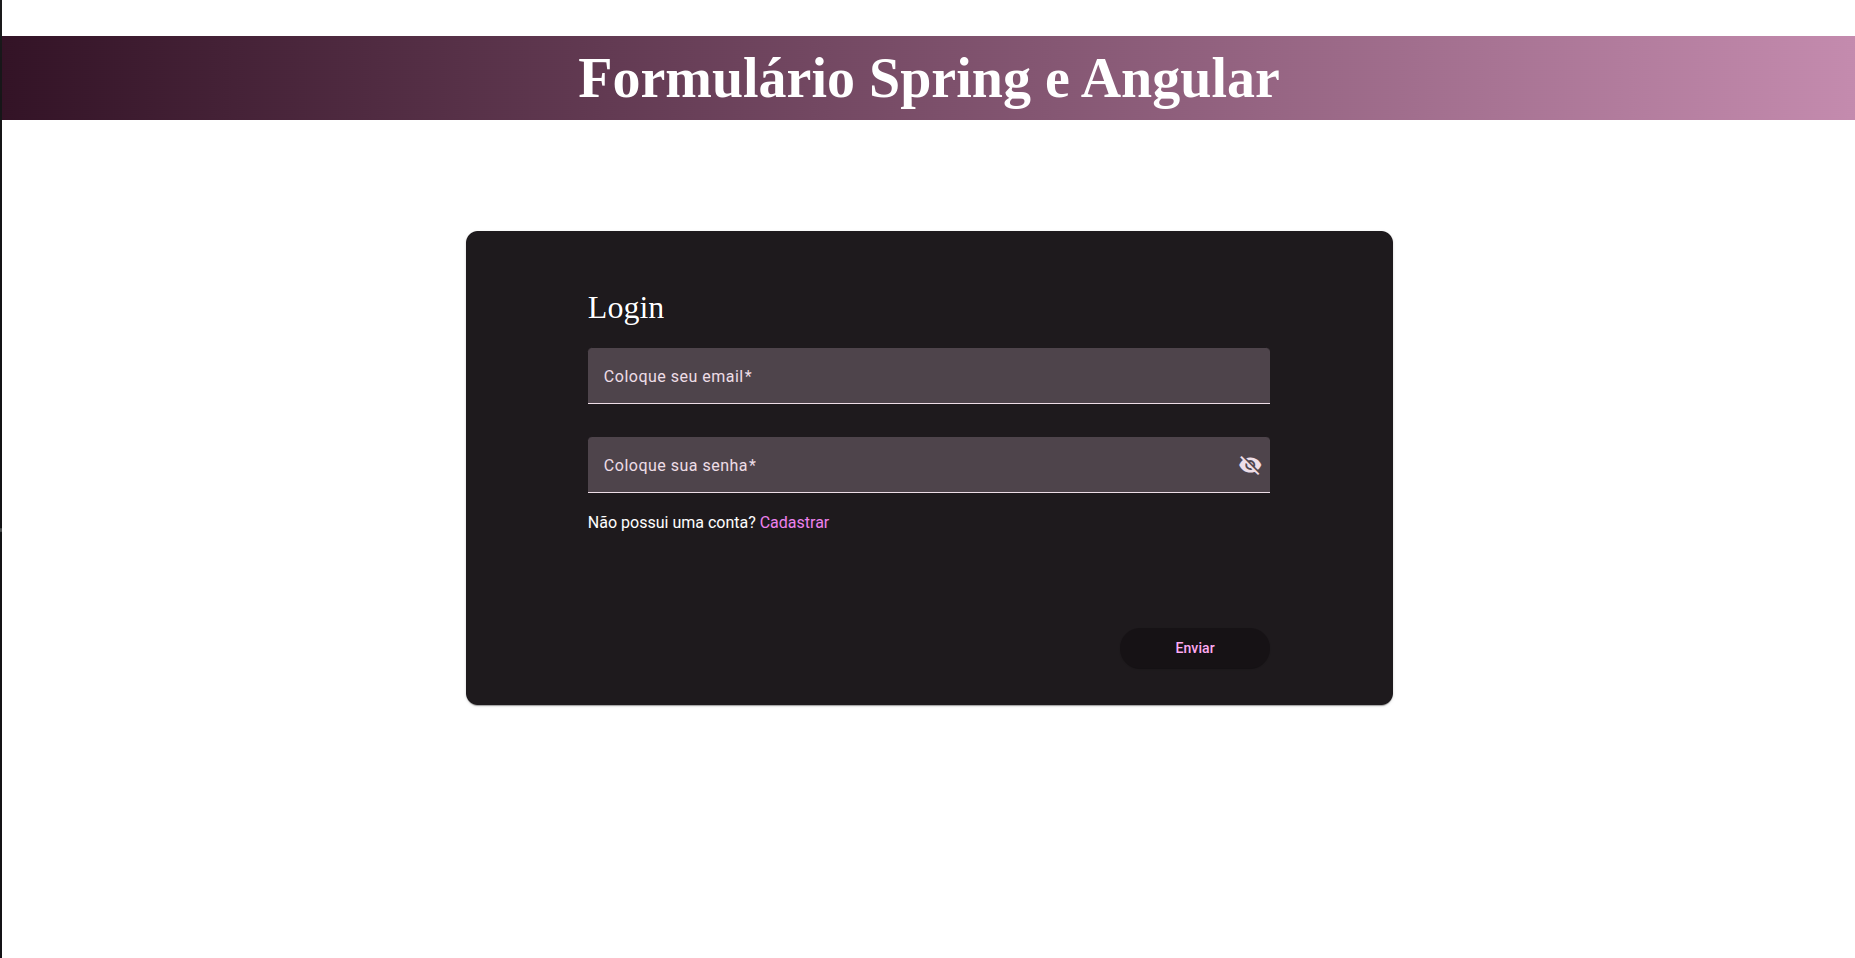 Formulário Spring e Angular
Login
Coloque seu email*
Coloque sua senha*
Não possui uma conta? Cadastrar
Enviar